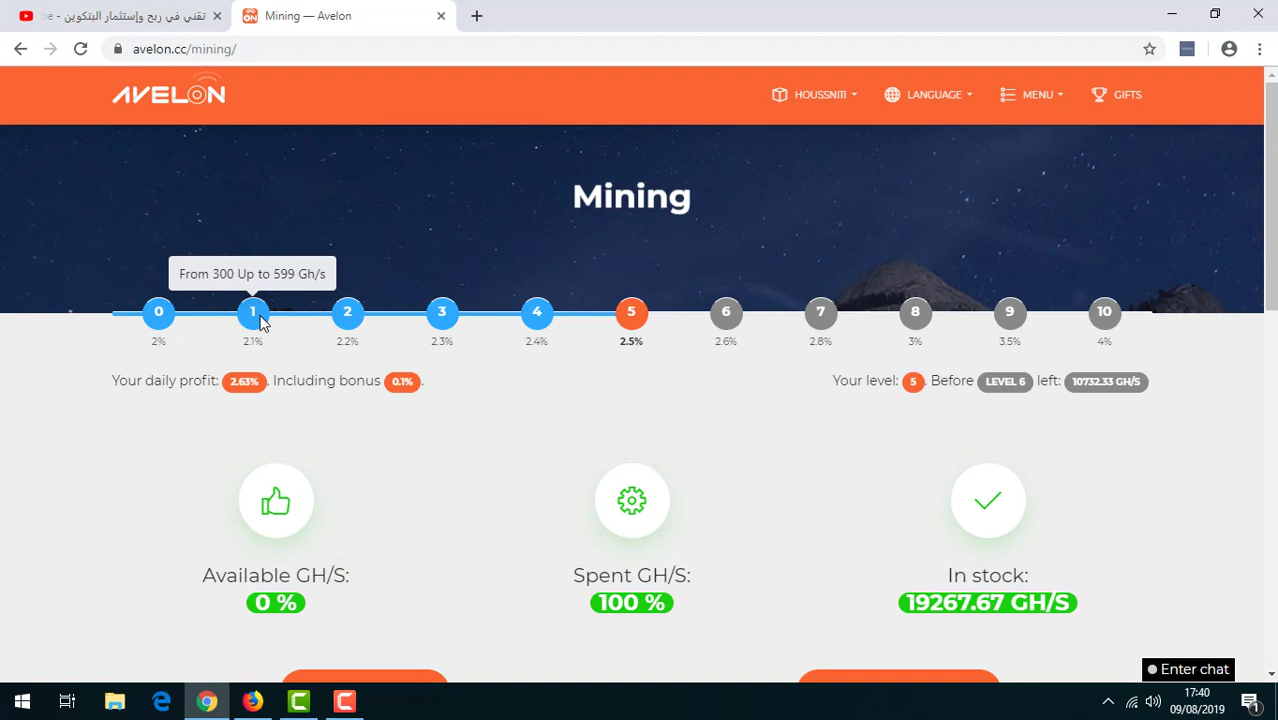 تقني في ربح وإستثمار البتكوين - be
Mining — Avelon
avelon.cc/mining/
AVELON
HOUSSNITI
LANGUAGE
MENU
GIFTS
Mining
From 300 Up to 599 Gh/s
0 1 2 3 4 5 6 7 8 9 10
2% 2.1% 2.2% 2.3% 2.4% 2.5% 2.6% 2.8% 3% 3.5% 4%
Your daily profit: 2.63%. Including bonus 0.1%.
Your level: 5. Before LEVEL 6 left: 10732.33 GH/S
Available GH/S:
0 %
Spent GH/S:
100 %
In stock:
19267.67 GH/S
Enter chat
17:40
09/08/2019
1